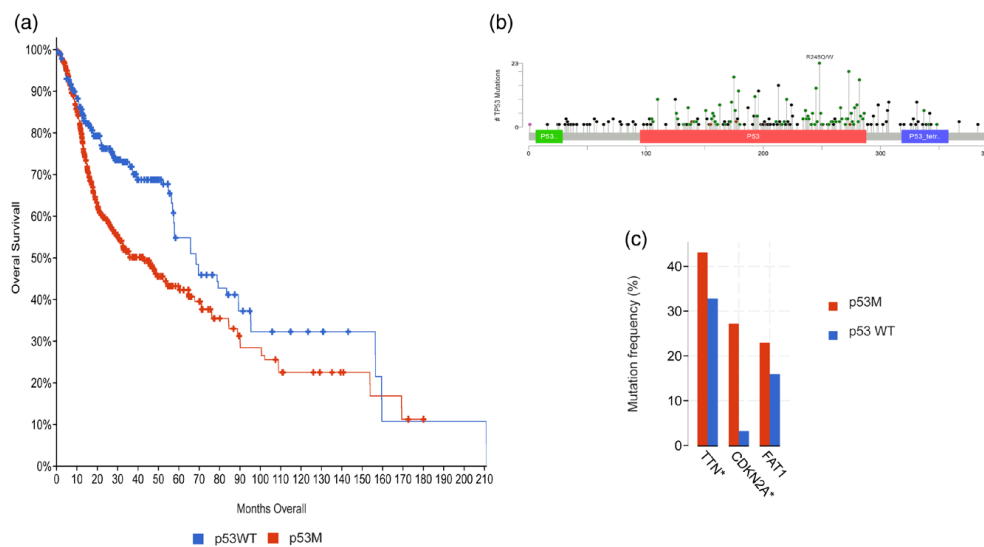 (a)
100%
90%
80%
70%
60%
50%
40%
30%
20%
10%
0%
Overal Survivall
0 10 20 30 40 50 60 70 80 90 100 110 120 130 140 150 160 170 180 190 200 210
Months Overall
p53WT p53M
(b)
R248Q/W
23
# TP53 Mutations
0
P53... P53 P53_tetr.
0 100 200 300
(c)
40
30
20
10
0
Mutation frequency (%)
TTN* CDKN2A* FAT1
p53M
p53 WT